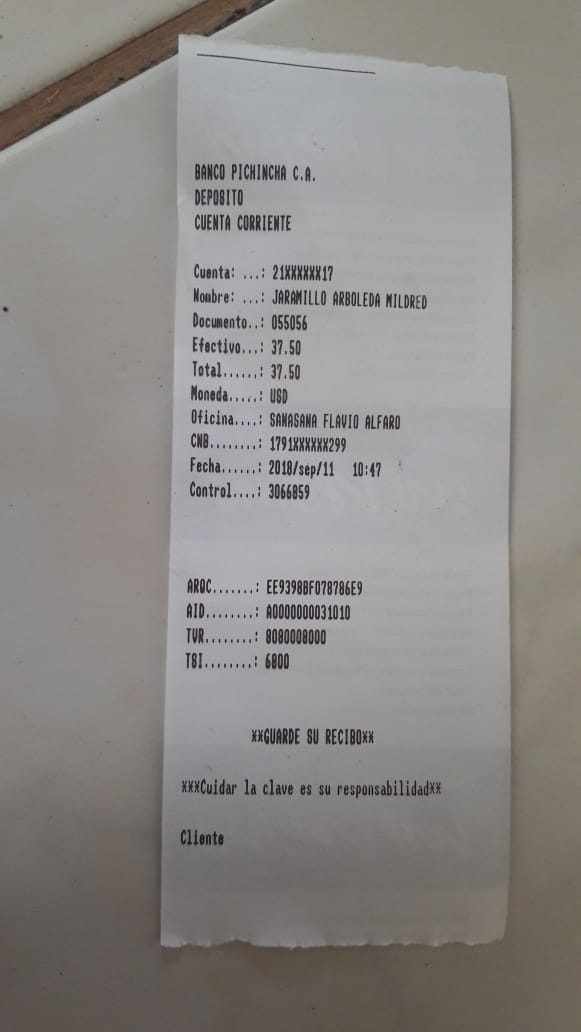 BANCO PICHINCHA C.A.
DEPOSITO
CUENTA CORRIENTE
Cuenta: ...: 21XXXXXX17
Nombre: ...: JARAMILLO ARBOLEDA MILDRED
Documento..: 055056
Efectivo...: 37.50
Total......: 37.50
Moneda.....: USD
Oficina....: SANASANA FLAVIO ALFARO
CNB........: 1791XXXXXX299
Fecha......: 2018/sep/11 10:47
Control....: 3066859
ARQC.......: EE939BBF078786E9
AID........: A0000000031010
TVR........: 8080008000
TSI........: 6800
**GUARDE SU RECIBO**
***Cuidar la clave es su responsabilidad**
Cliente